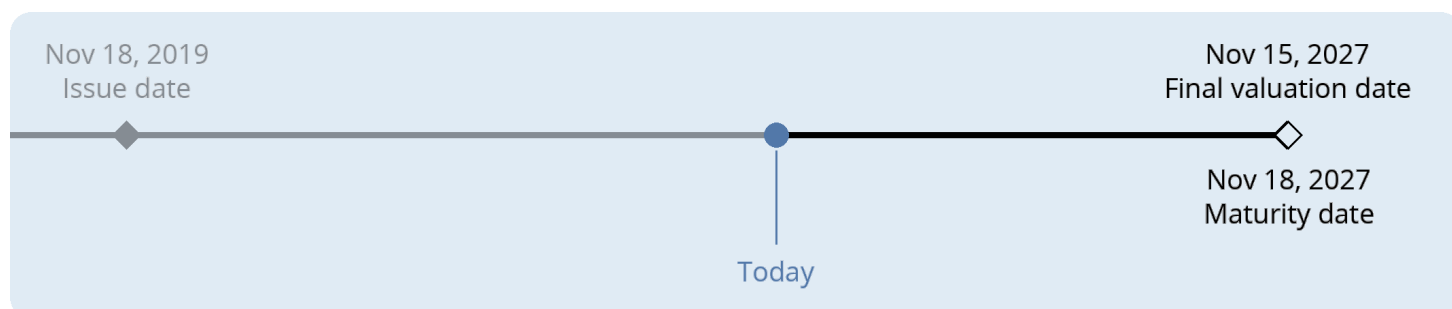 Nov 18, 2019
Issue date
Nov 15, 2027
Final valuation date
Nov 18, 2027
Maturity date
Today